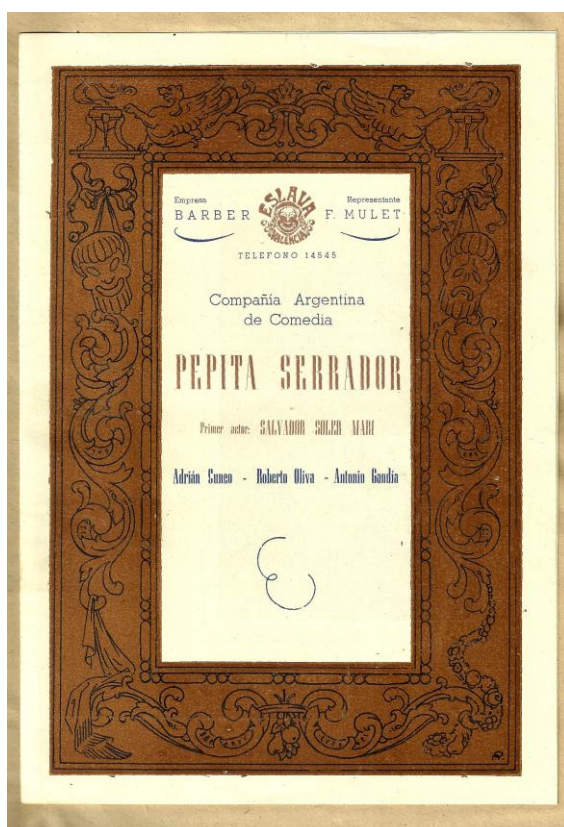 Empresa
BARBER
ESLAVA
VALENCIA
Representante
F. MULET
TELEFONO 14545
Compañía Argentina
de Comedia
PEPITA SERRADOR
Primer actor: SALVADOR SOLER MARI
Adrián Cuneo - Roberto Oliva - Antonio Gandía